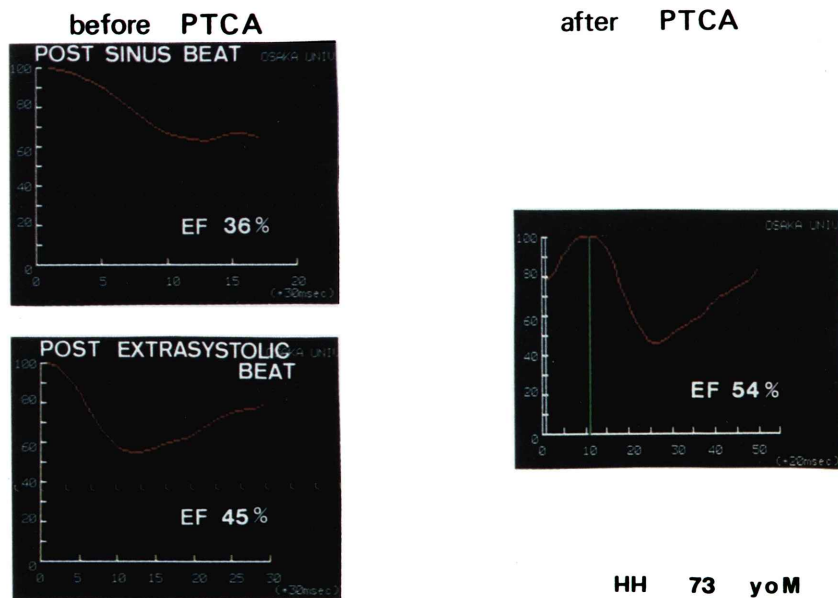 before PTCA
POST SINUS BEAT OSAKA UNIV
100
80
60
40
20
0
0 5 10 15 20
(*30msec)
EF 36%
POST EXTRASYSTOLIC
BEAT
100
80
60
40
20
0
0 5 10 15 20 25 30
(*30msec)
EF 45%
after PTCA
OSAKA UNIV
100
80
60
40
20
0
0 10 20 30 40 50
(*20msec)
EF 54%
HH 73 yoM